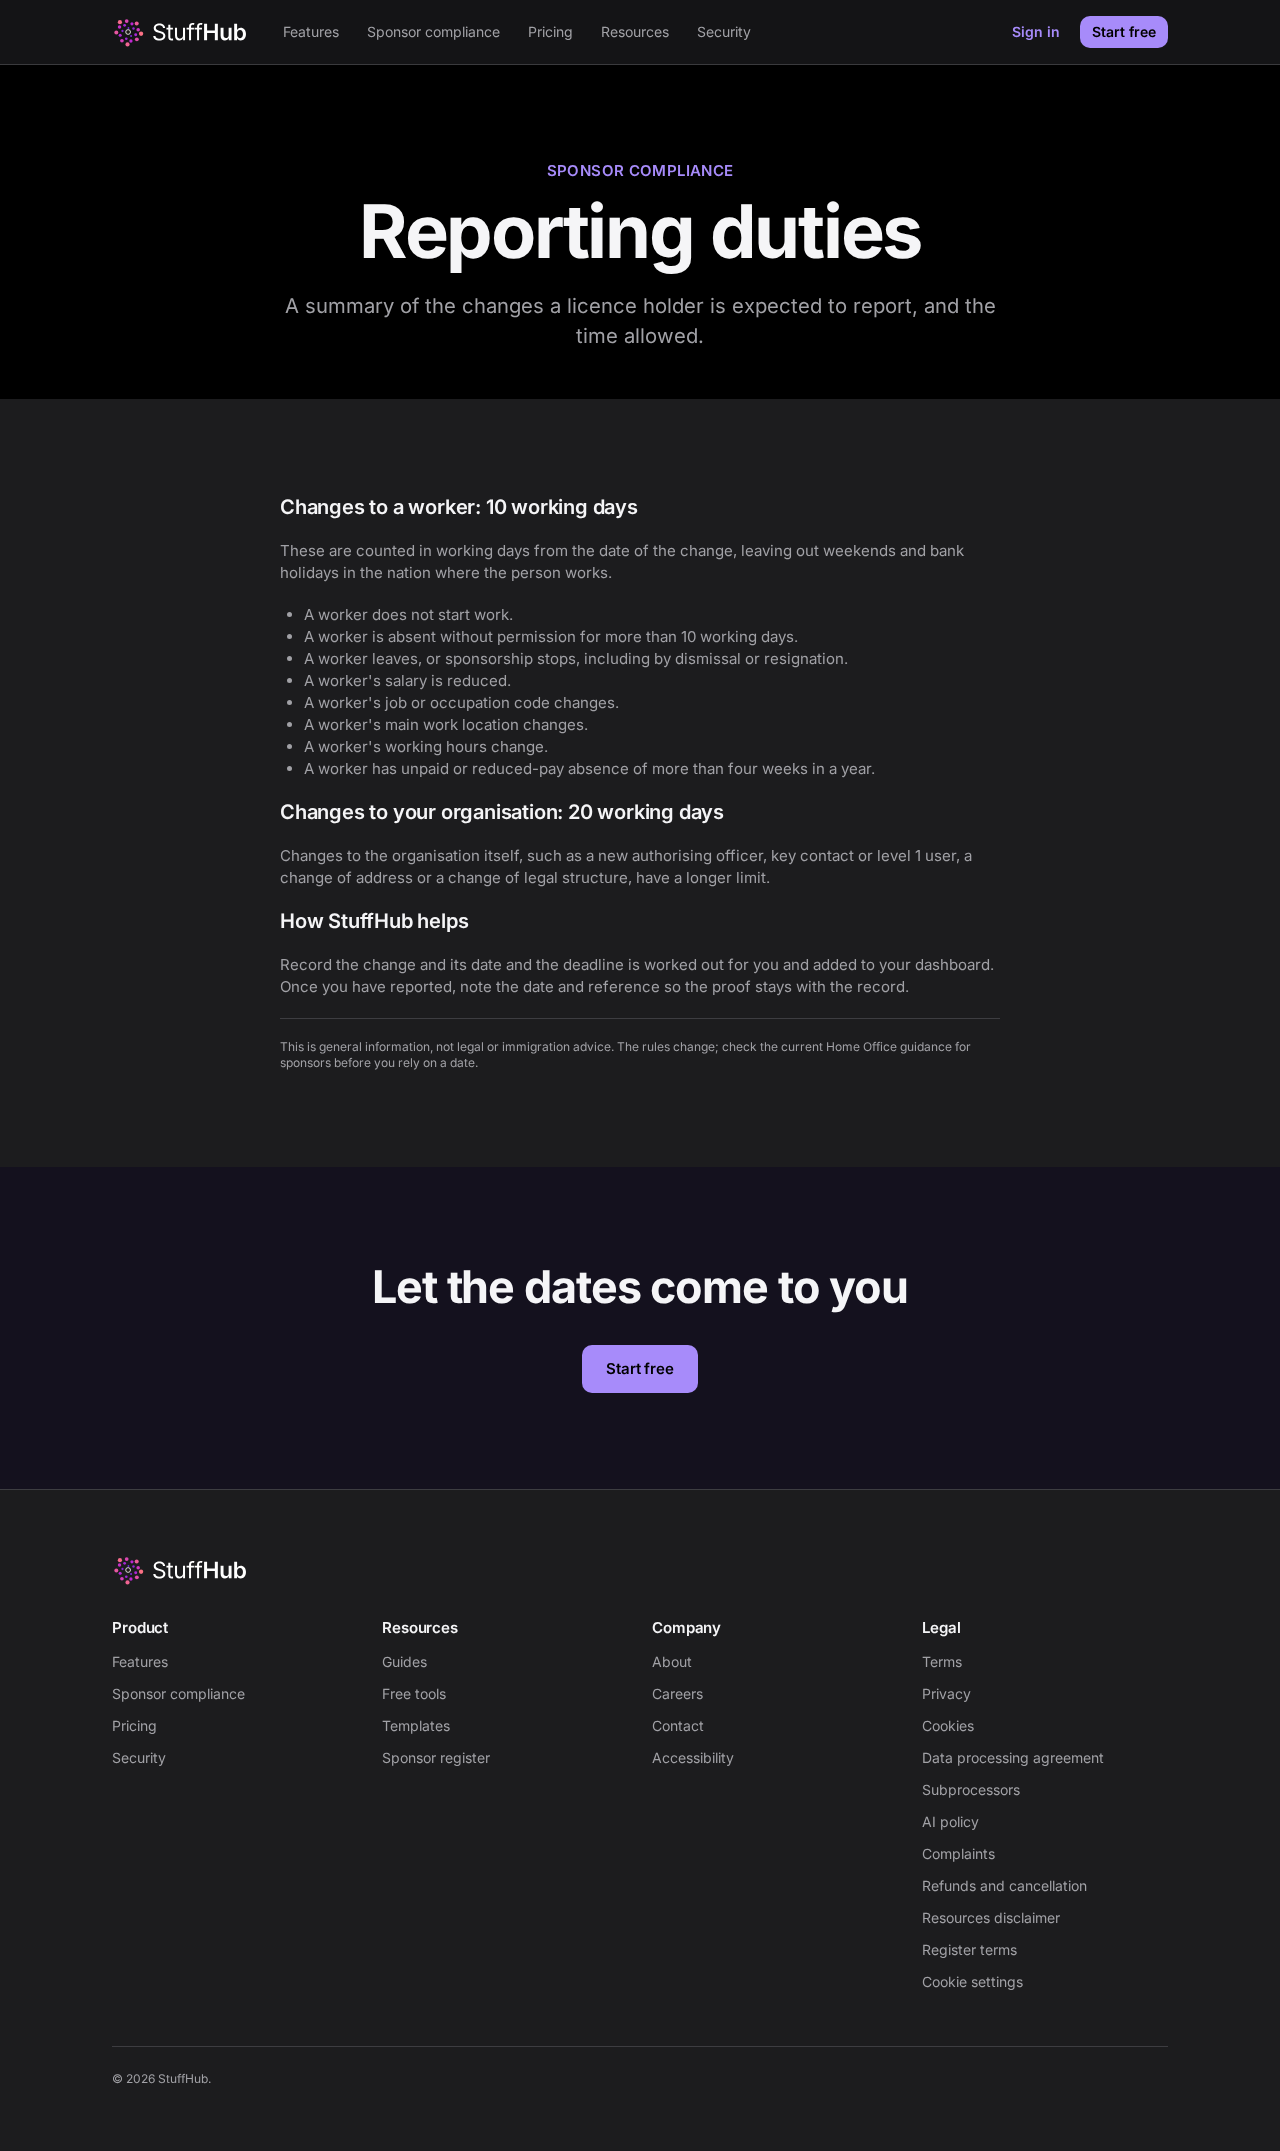 StuffHub
Features
Sponsor compliance
Pricing
Resources
Security
Sign in
Start free
SPONSOR COMPLIANCE
Reporting duties
A summary of the changes a licence holder is expected to report, and the
time allowed.
Changes to a worker: 10 working days
These are counted in working days from the date of the change, leaving out weekends and bank
holidays in the nation where the person works.
• A worker does not start work.
• A worker is absent without permission for more than 10 working days.
• A worker leaves, or sponsorship stops, including by dismissal or resignation.
• A worker's salary is reduced.
• A worker's job or occupation code changes.
• A worker's main work location changes.
• A worker's working hours change.
• A worker has unpaid or reduced-pay absence of more than four weeks in a year.
Changes to your organisation: 20 working days
Changes to the organisation itself, such as a new authorising officer, key contact or level 1 user, a
change of address or a change of legal structure, have a longer limit.
How StuffHub helps
Record the change and its date and the deadline is worked out for you and added to your dashboard.
Once you have reported, note the date and reference so the proof stays with the record.
This is general information, not legal or immigration advice. The rules change; check the current Home Office guidance for
sponsors before you rely on a date.
Let the dates come to you
Start free
StuffHub
Product
Features
Sponsor compliance
Pricing
Security
Resources
Guides
Free tools
Templates
Sponsor register
Company
About
Careers
Contact
Accessibility
Legal
Terms
Privacy
Cookies
Data processing agreement
Subprocessors
AI policy
Complaints
Refunds and cancellation
Resources disclaimer
Register terms
Cookie settings
© 2026 StuffHub.